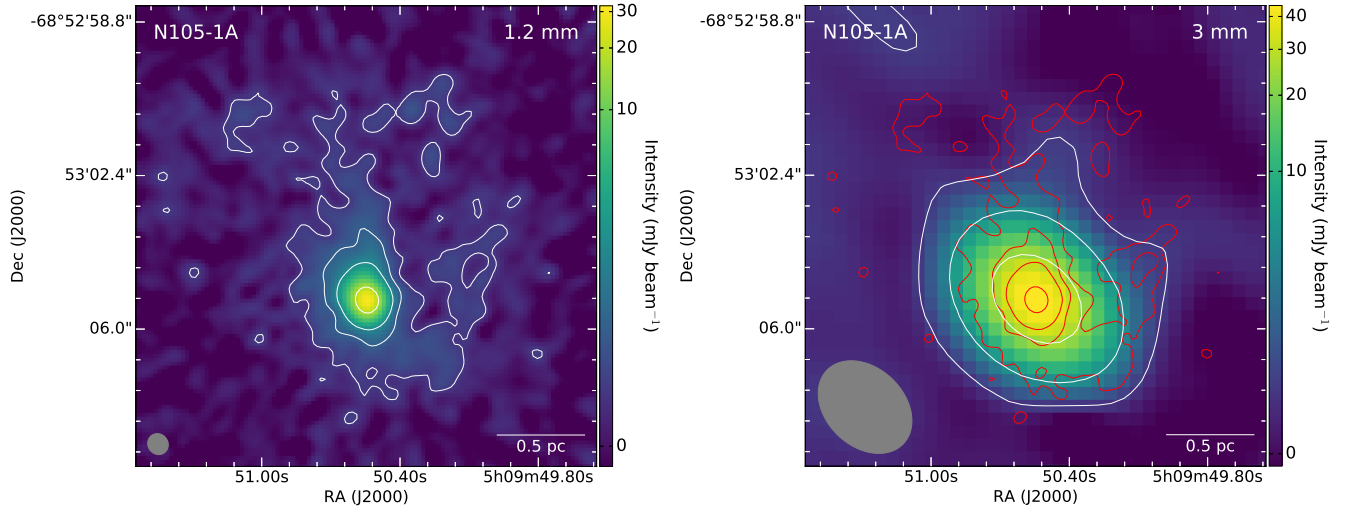 N105-1A
1.2 mm
-68°52'58.8"
53'02.4"
06.0"
Dec (J2000)
51.00s
50.40s
5h09m49.80s
RA (J2000)
0.5 pc
30
20
10
0
Intensity (mJy beam⁻¹)
N105-1A
3 mm
-68°52'58.8"
53'02.4"
06.0"
Dec (J2000)
51.00s
50.40s
5h09m49.80s
RA (J2000)
0.5 pc
40
30
20
10
0
Intensity (mJy beam⁻¹)